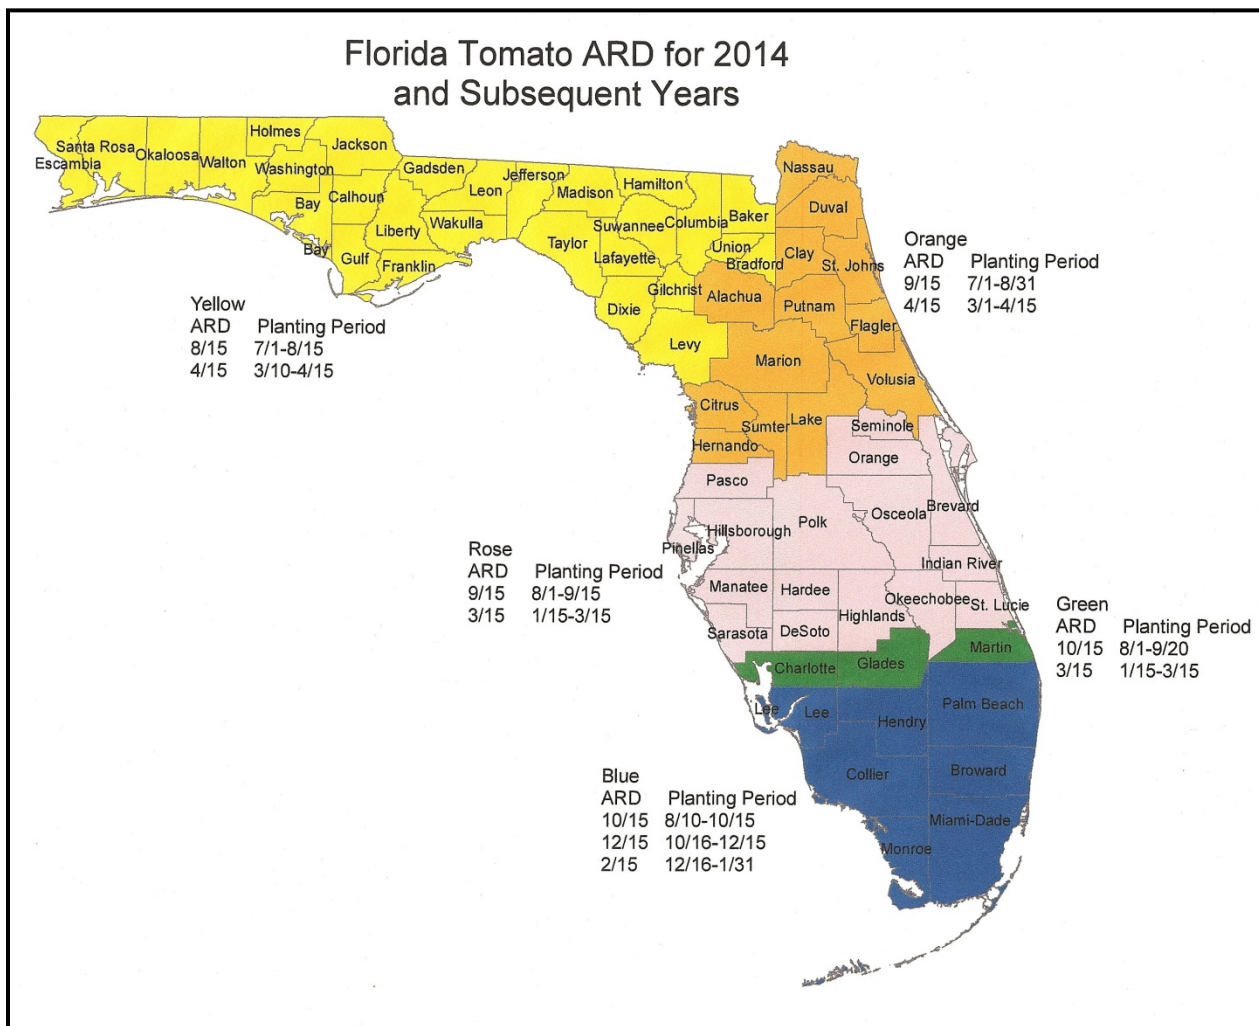 Florida Tomato ARD for 2014
and Subsequent Years
Holmes
Santa Rosa
Jackson
Escambia
Okaloosa
Walton
Washington
Gadsden
Jefferson
Leon
Madison
Hamilton
Calhoun
Bay
Liberty
Wakulla
Suwannee
Columbia
Baker
Taylor
Lafayette
Union
Bradford
Bay
Gulf
Franklin
Gilchrist
Dixie
Levy
Nassau
Duval
Clay
St. Johns
Alachua
Putnam
Flagler
Marion
Volusia
Citrus
Sumter
Lake
Hernando
Seminole
Orange
Pasco
Brevard
Osceola
Polk
Hillsborough
Pinellas
Indian River
Manatee
Hardee
Okeechobee
St. Lucie
Highlands
Sarasota
DeSoto
Martin
Charlotte
Glades
Lee
Lee
Hendry
Palm Beach
Collier
Broward
Miami-Dade
Monroe
Yellow
ARD Planting Period
8/15 7/1-8/15
4/15 3/10-4/15
Orange
ARD Planting Period
9/15 7/1-8/31
4/15 3/1-4/15
Rose
ARD Planting Period
9/15 8/1-9/15
3/15 1/15-3/15
Green
ARD Planting Period
10/15 8/1-9/20
3/15 1/15-3/15
Blue
ARD Planting Period
10/15 8/10-10/15
12/15 10/16-12/15
2/15 12/16-1/31